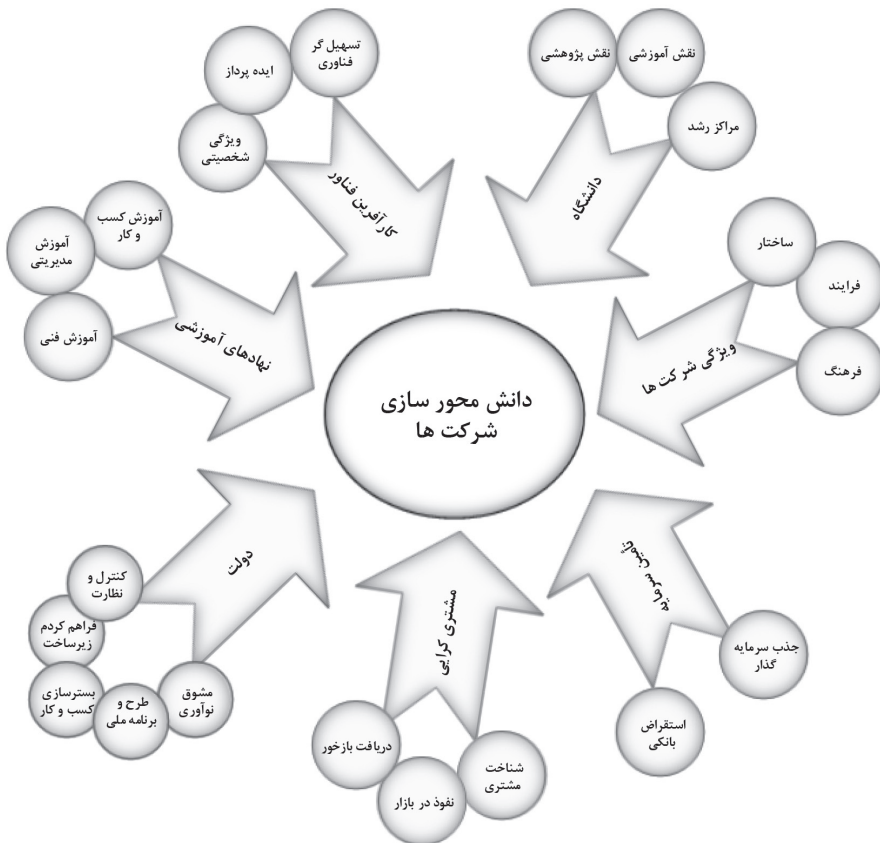 تسهیل گر
فناوری
ایده پرداز
ویژگی
شخصیتی
کارآفرین فناور
نقش پژوهشی
نقش آموزشی
مراکز رشد
دانشگاه
ساختار
فرایند
فرهنگ
ویژگی شرکت‌ها
آموزش کسب
و کار
آموزش
مدیریتی
آموزش فنی
نهادهای آموزشی
دانش محور سازی
شرکت ها
کنترل و
نظارت
فراهم کردم
زیرساخت
بسترسازی
کسب و کار
طرح و
برنامه ملی
مشوق
نوآوری
دولت
مشتری گرایی
دریافت بازخور
نفوذ در بازار
شناخت
مشتری
تأمین سرمایه
جذب سرمایه
گذار
استقراض
بانکی